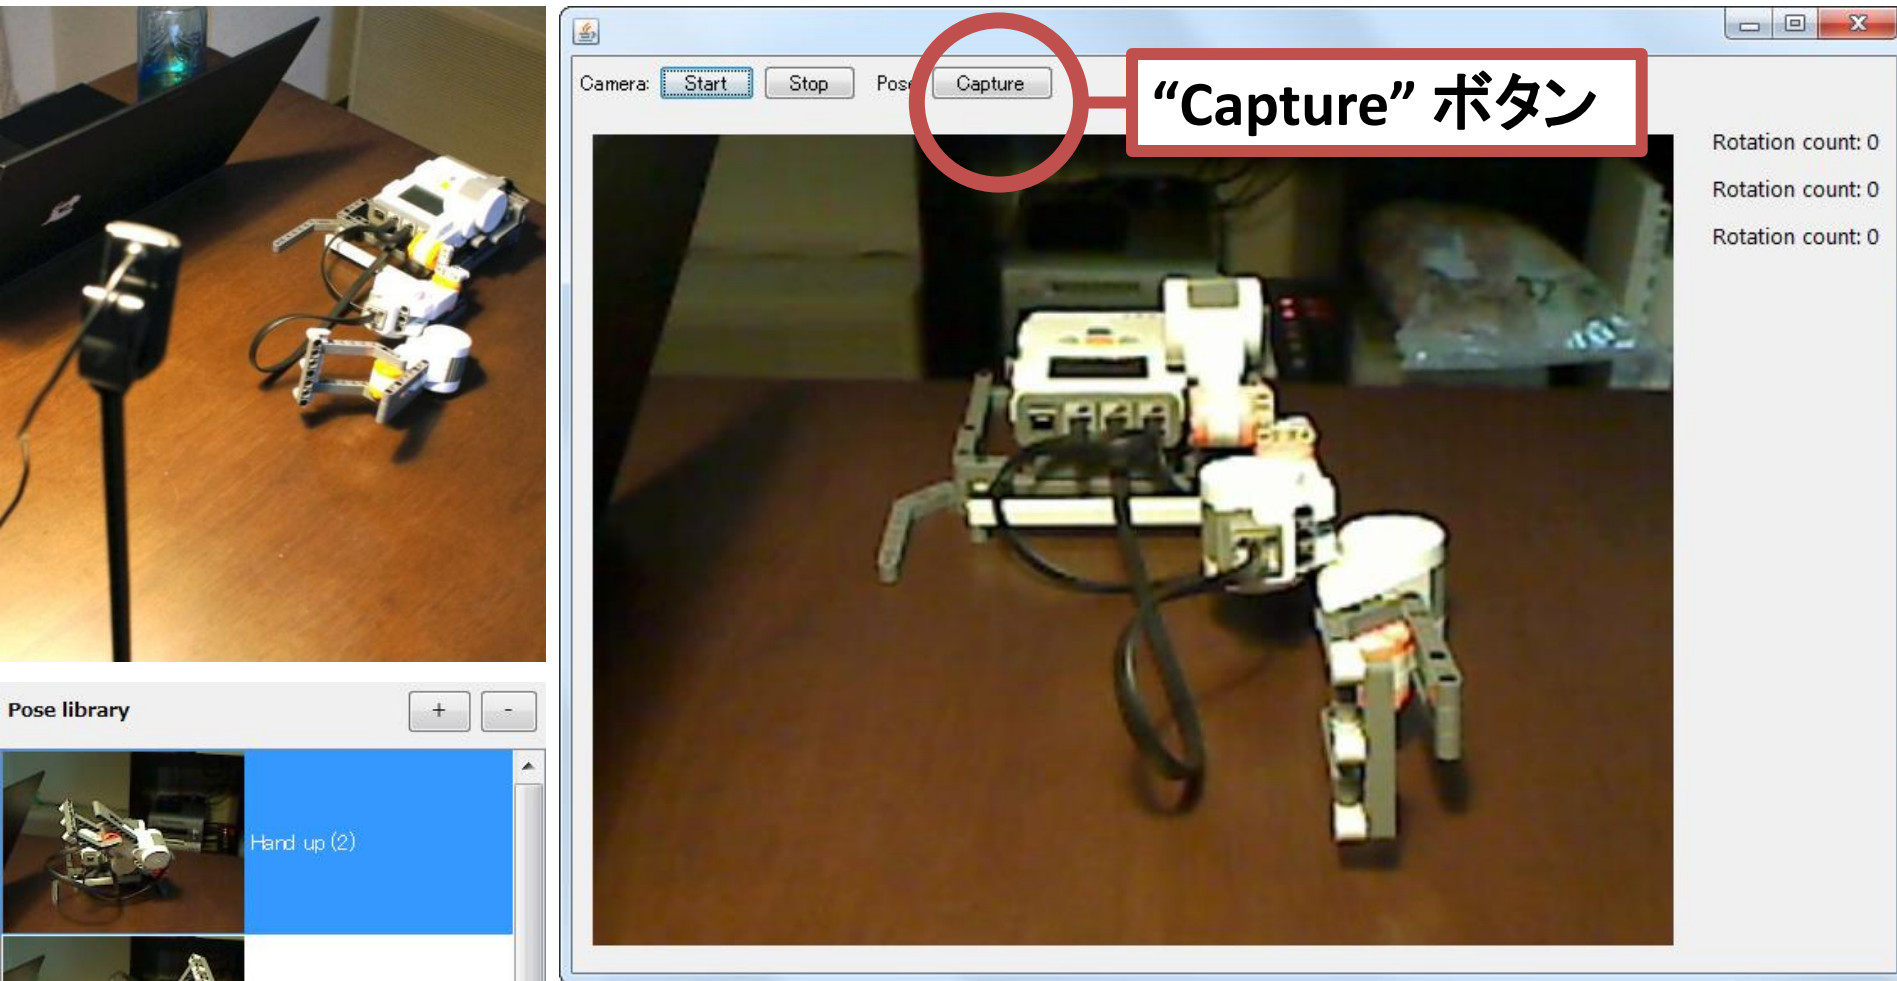 Camera: Start Stop Pose Capture
“Capture” ボタン
Rotation count: 0
Rotation count: 0
Rotation count: 0
Pose library + -
Hand up (2)